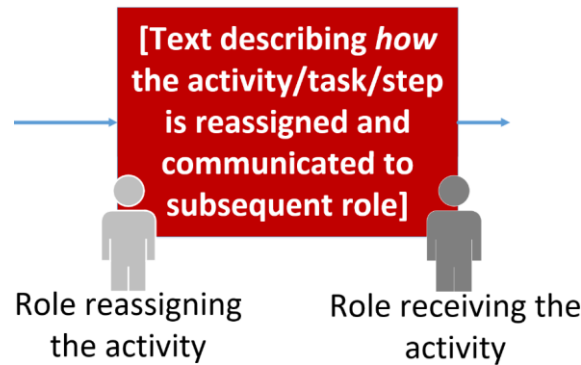 [Text describing how
the activity/task/step
is reassigned and
communicated to
subsequent role]
Role reassigning
the activity
Role receiving the
activity